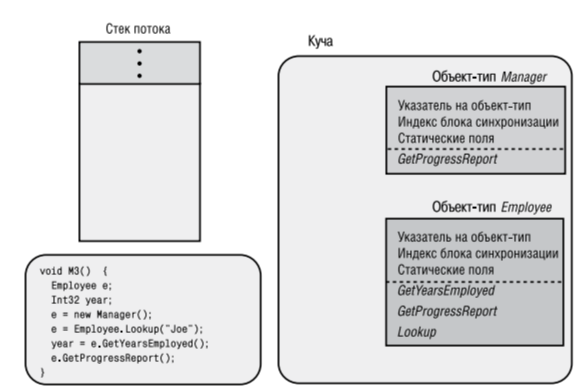 Стек потока
Куча
Объект-тип Manager
Указатель на объект-тип
Индекс блока синхронизации
Статические поля
GetProgressReport
Объект-тип Employee
Указатель на объект-тип
Индекс блока синхронизации
Статические поля
GetYearsEmployed
GetProgressReport
Lookup
void M3() {
Employee e;
Int32 year;
e = new Manager();
e = Employee.Lookup("Joe");
year = e.GetYearsEmployed();
e.GetProgressReport();
}